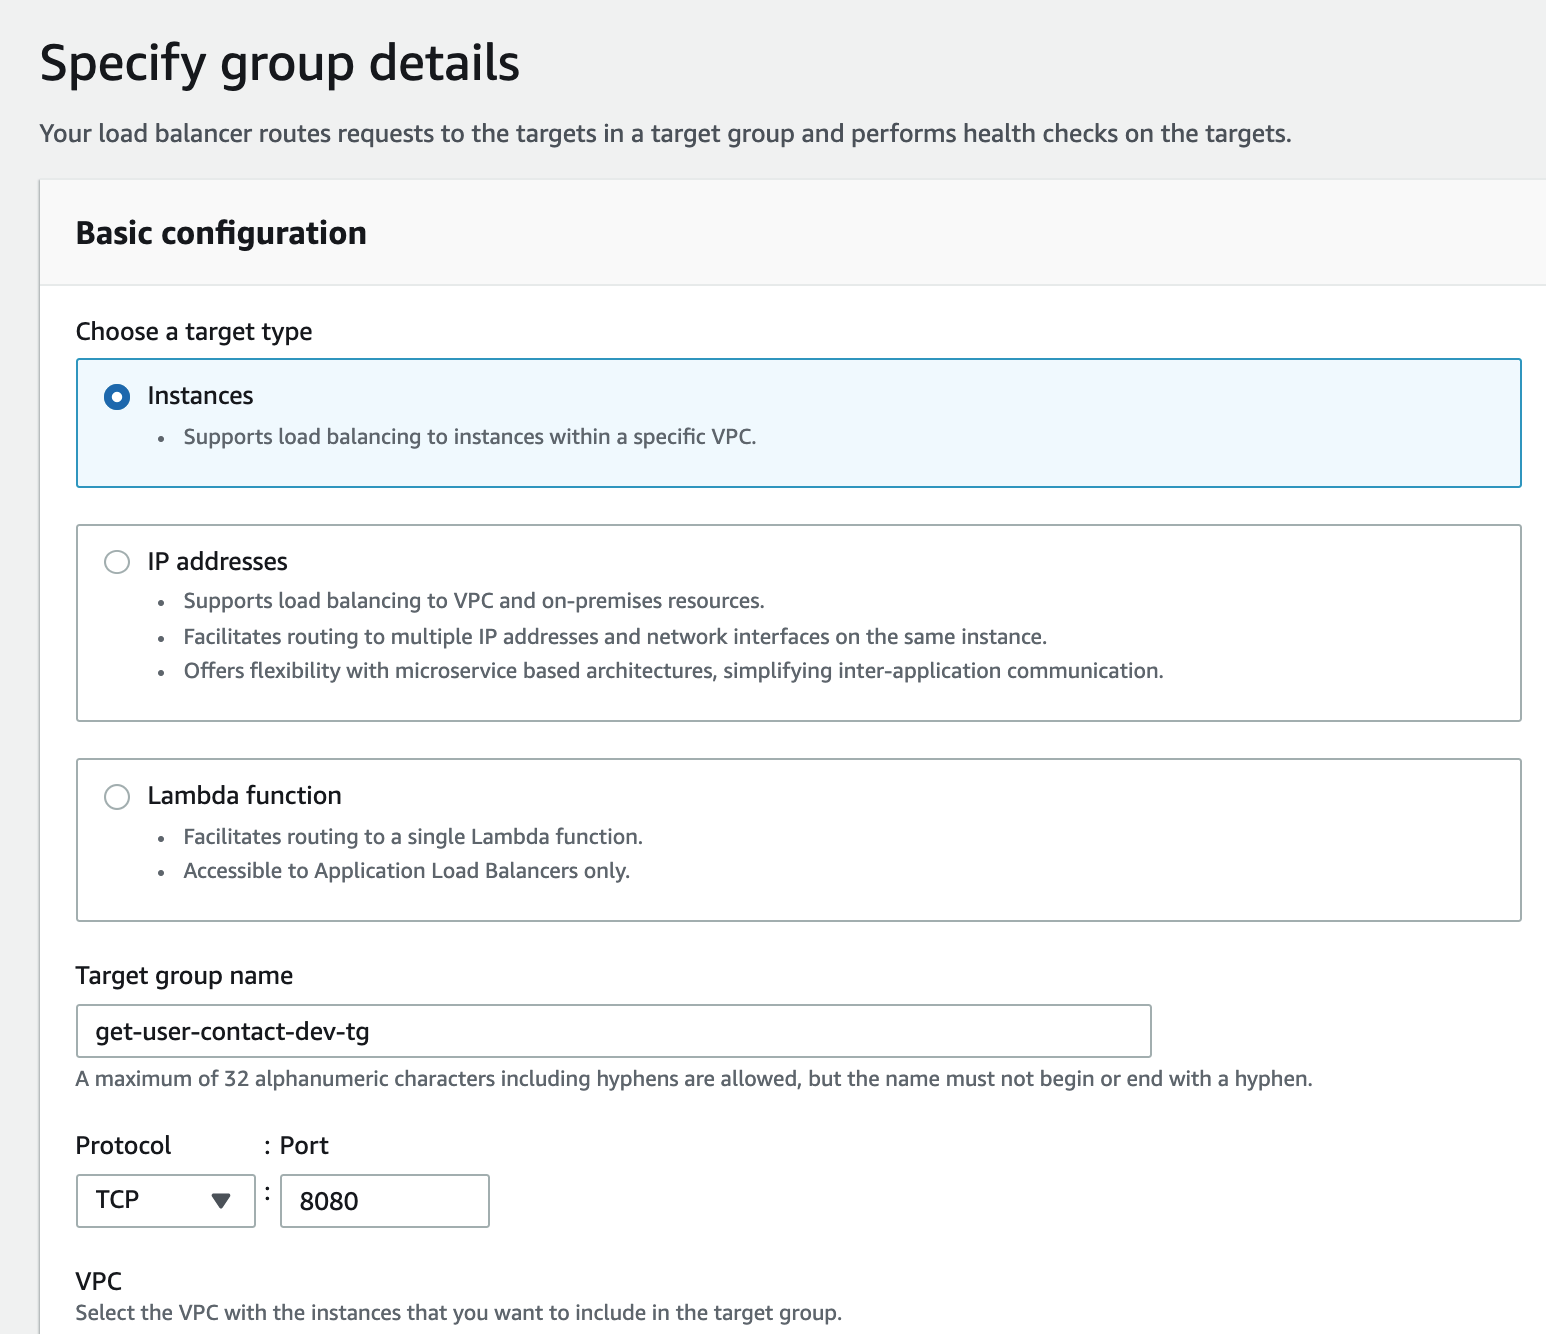 Specify group details
Your load balancer routes requests to the targets in a target group and performs health checks on the targets.
Basic configuration
Choose a target type
Instances
• Supports load balancing to instances within a specific VPC.
IP addresses
• Supports load balancing to VPC and on-premises resources.
• Facilitates routing to multiple IP addresses and network interfaces on the same instance.
• Offers flexibility with microservice based architectures, simplifying inter-application communication.
Lambda function
• Facilitates routing to a single Lambda function.
• Accessible to Application Load Balancers only.
Target group name
get-user-contact-dev-tg
A maximum of 32 alphanumeric characters including hyphens are allowed, but the name must not begin or end with a hyphen.
Protocol : Port
TCP : 8080
VPC
Select the VPC with the instances that you want to include in the target group.